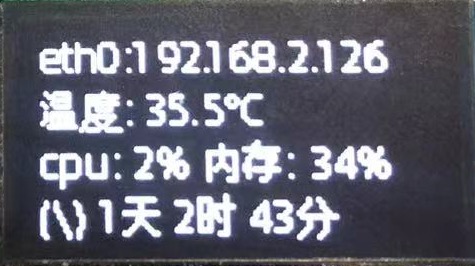 eth0:192.168.2.126
温度: 35.5℃
cpu: 2% 内存: 34%
(\) 1天 2时 43分